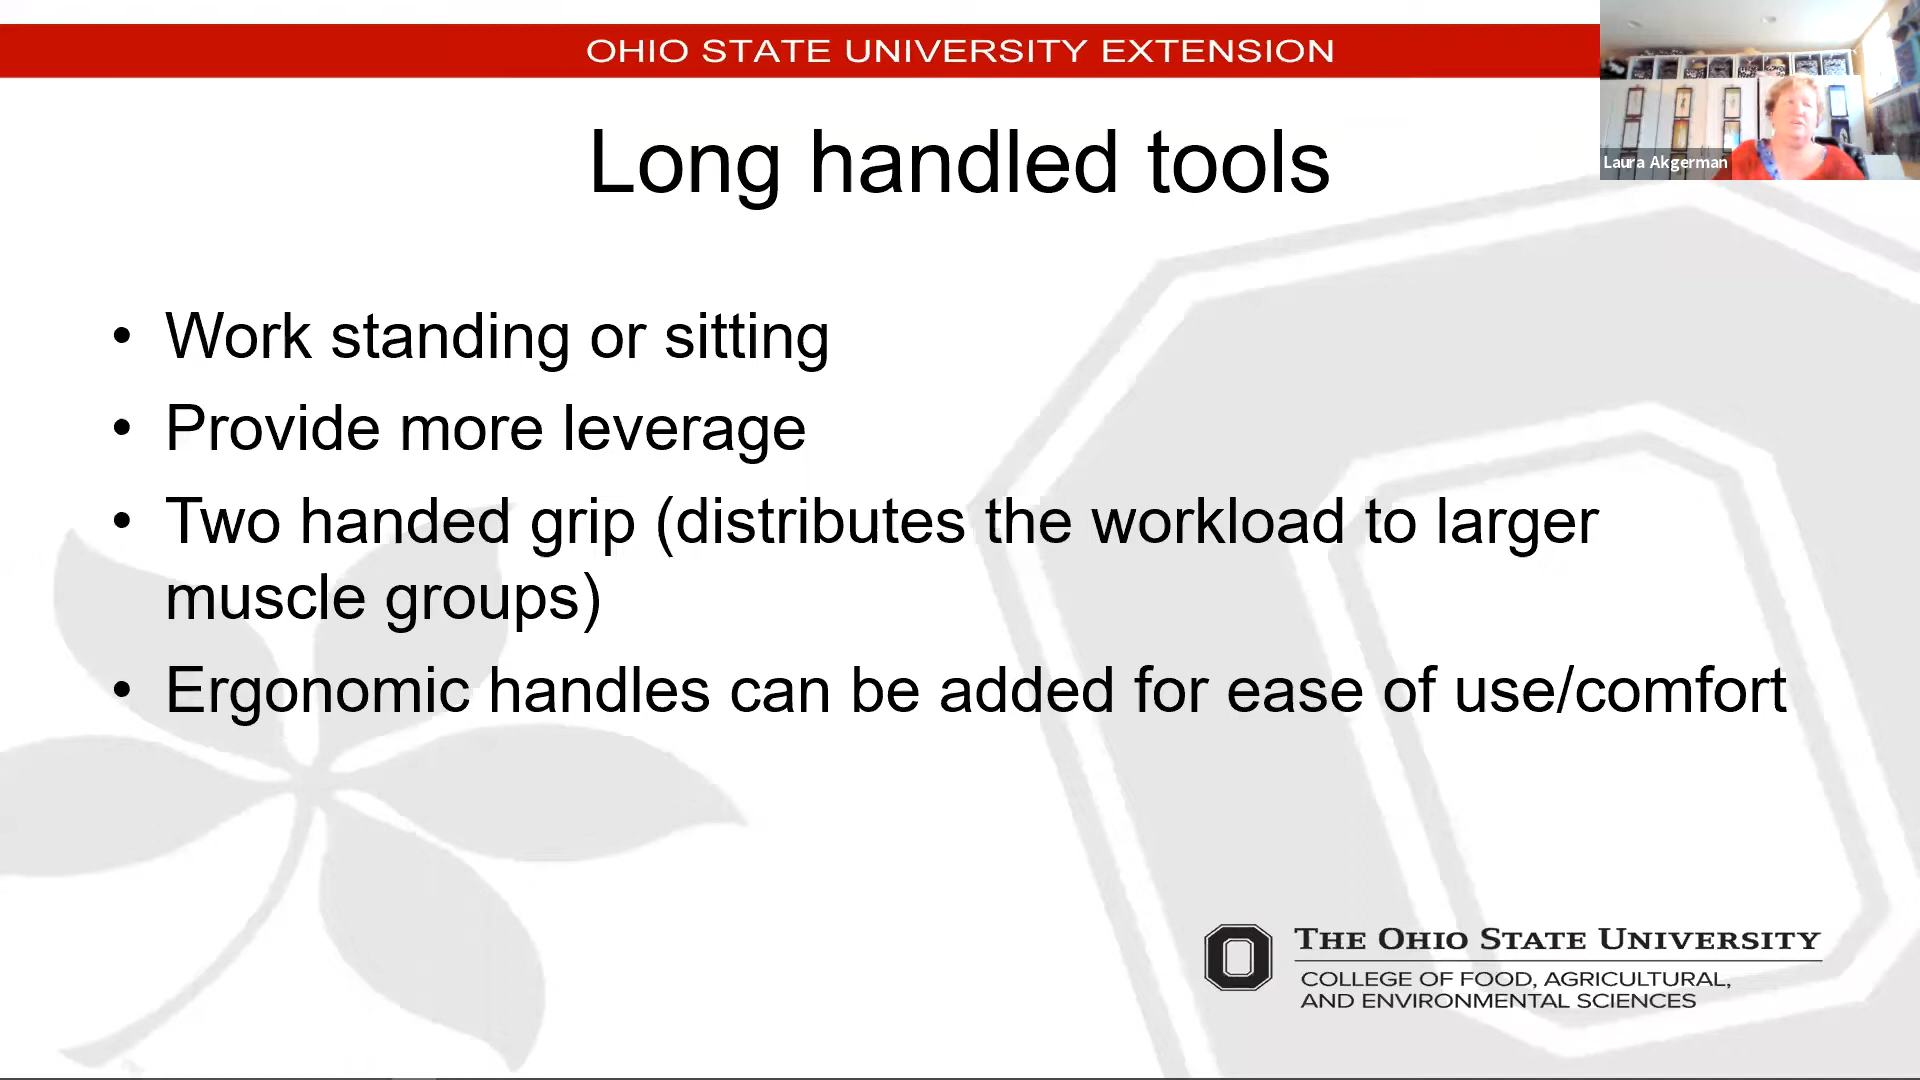 OHIO STATE UNIVERSITY EXTENSION
Laura Akgerman
Long handled tools
• Work standing or sitting
• Provide more leverage
• Two handed grip (distributes the workload to larger
muscle groups)
• Ergonomic handles can be added for ease of use/comfort
THE OHIO STATE UNIVERSITY
COLLEGE OF FOOD, AGRICULTURAL,
AND ENVIRONMENTAL SCIENCES